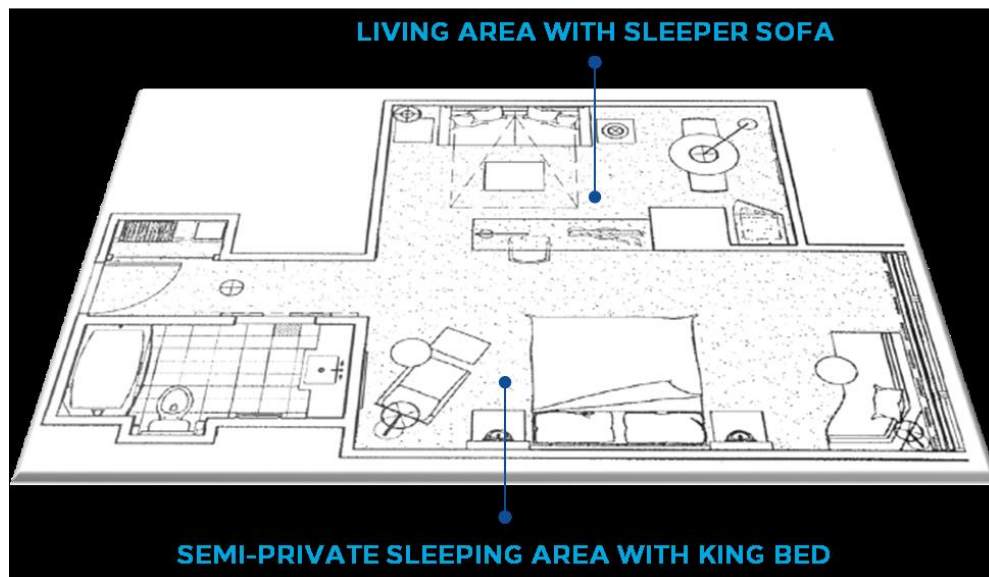 LIVING AREA WITH SLEEPER SOFA
SEMI-PRIVATE SLEEPING AREA WITH KING BED